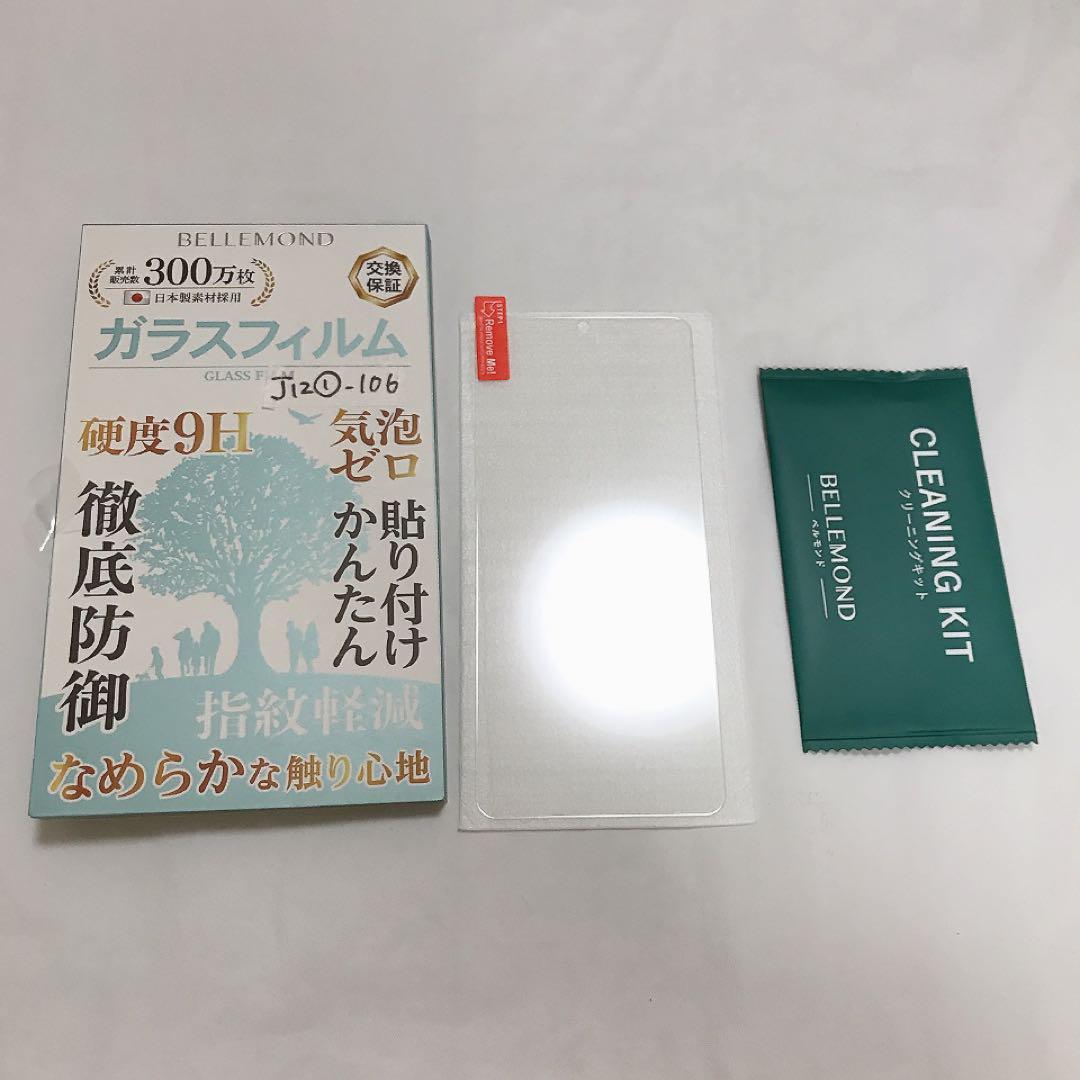 BELLEMOND
累計
販売数 300万枚
日本製素材採用
交換
保証
ガラスフィルム
GLASS FILM
J12①-106
硬度9H
気泡
ゼロ
貼り付け
かんたん
徹底防御
指紋軽減
なめらかな触り心地
STEP1
Remove Me!
CLEANING KIT
クリーニングキット
BELLEMOND
ベルモンド